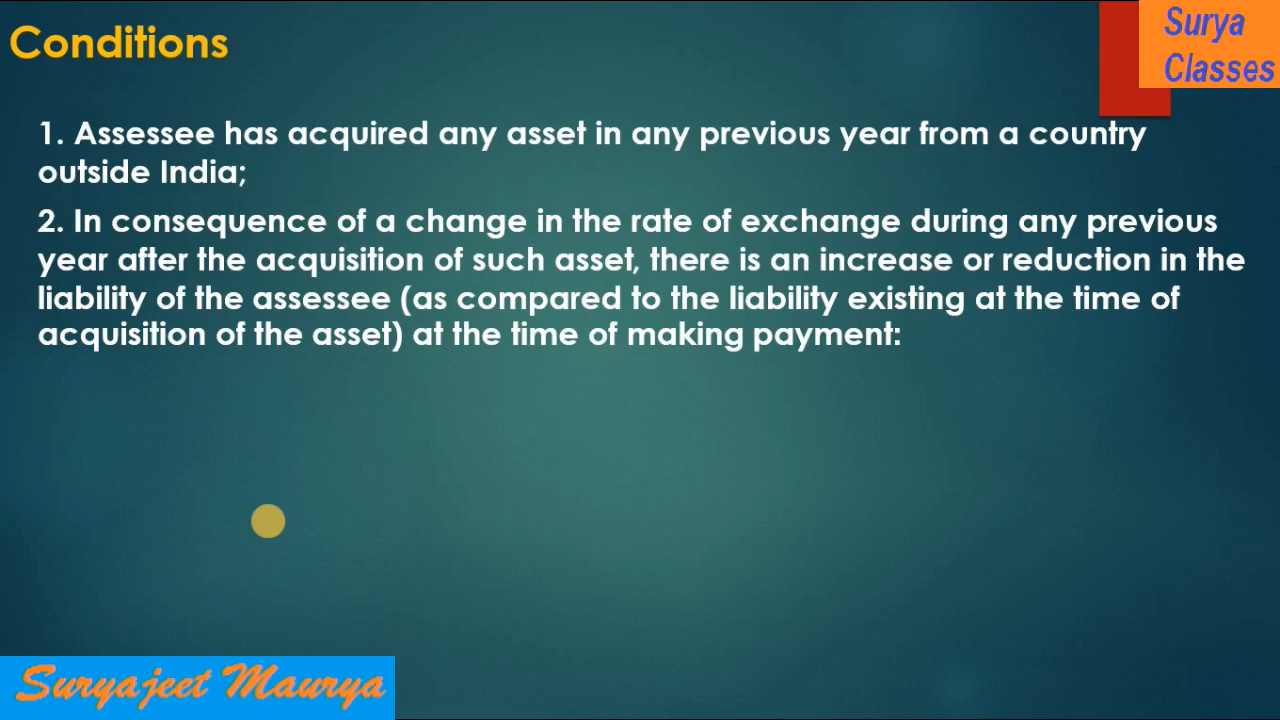 Conditions
Surya
Classes
1. Assessee has acquired any asset in any previous year from a country
outside India;
2. In consequence of a change in the rate of exchange during any previous
year after the acquisition of such asset, there is an increase or reduction in the
liability of the assessee (as compared to the liability existing at the time of
acquisition of the asset) at the time of making payment:
Suryajeet Maurya